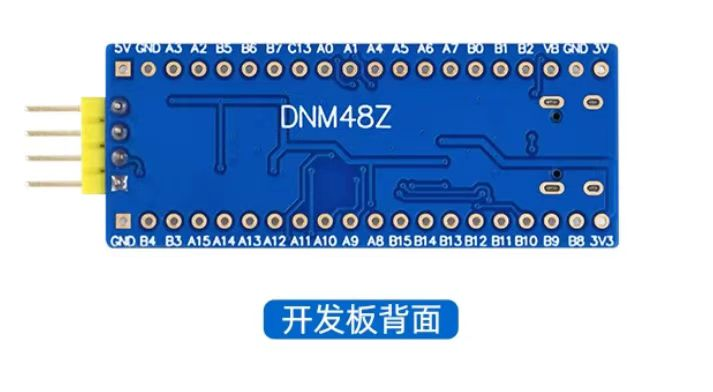 5V GND A3 A2 B5 B6 B7 C13 A0 A1 A4 A5 A6 A7 B0 B1 B2 VB GND 3V
DNM48Z
GND B4 B3 A15 A14 A13 A12 A11 A10 A9 A8 B15 B14 B13 B12 B11 B10 B9 B8 3V3
开发板背面